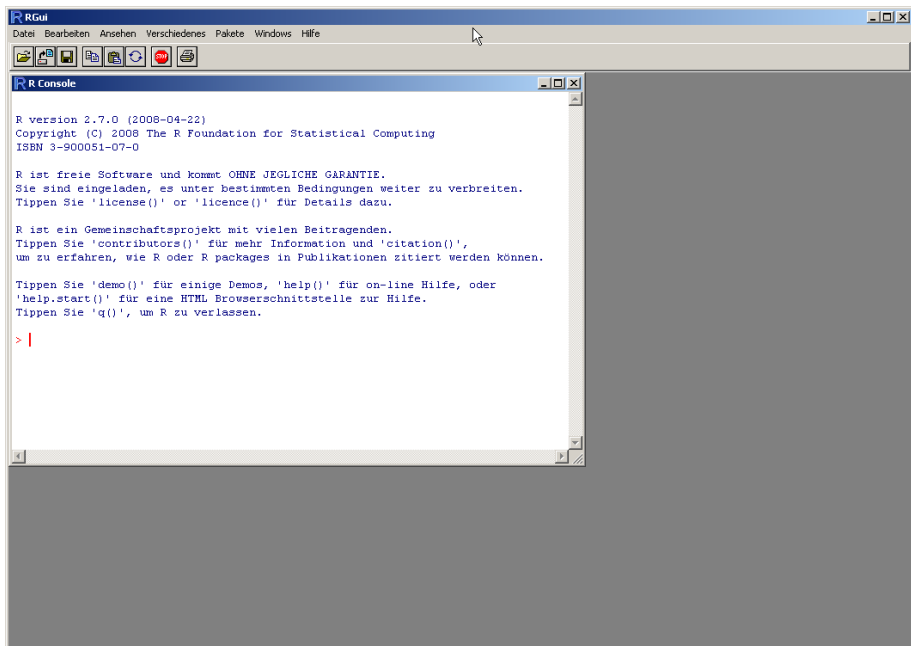 RGui
Datei Bearbeiten Ansehen Verschiedenes Pakete Windows Hilfe
STOP
R Console
R version 2.7.0 (2008-04-22)
Copyright (C) 2008 The R Foundation for Statistical Computing
ISBN 3-900051-07-0
R ist freie Software und kommt OHNE JEGLICHE GARANTIE.
Sie sind eingeladen, es unter bestimmten Bedingungen weiter zu verbreiten.
Tippen Sie 'license()' or 'licence()' für Details dazu.
R ist ein Gemeinschaftsprojekt mit vielen Beitragenden.
Tippen Sie 'contributors()' für mehr Information und 'citation()',
um zu erfahren, wie R oder R packages in Publikationen zitiert werden können.
Tippen Sie 'demo()' für einige Demos, 'help()' für on-line Hilfe, oder
'help.start()' für eine HTML Browserschnittstelle zur Hilfe.
Tippen Sie 'q()', um R zu verlassen.
>